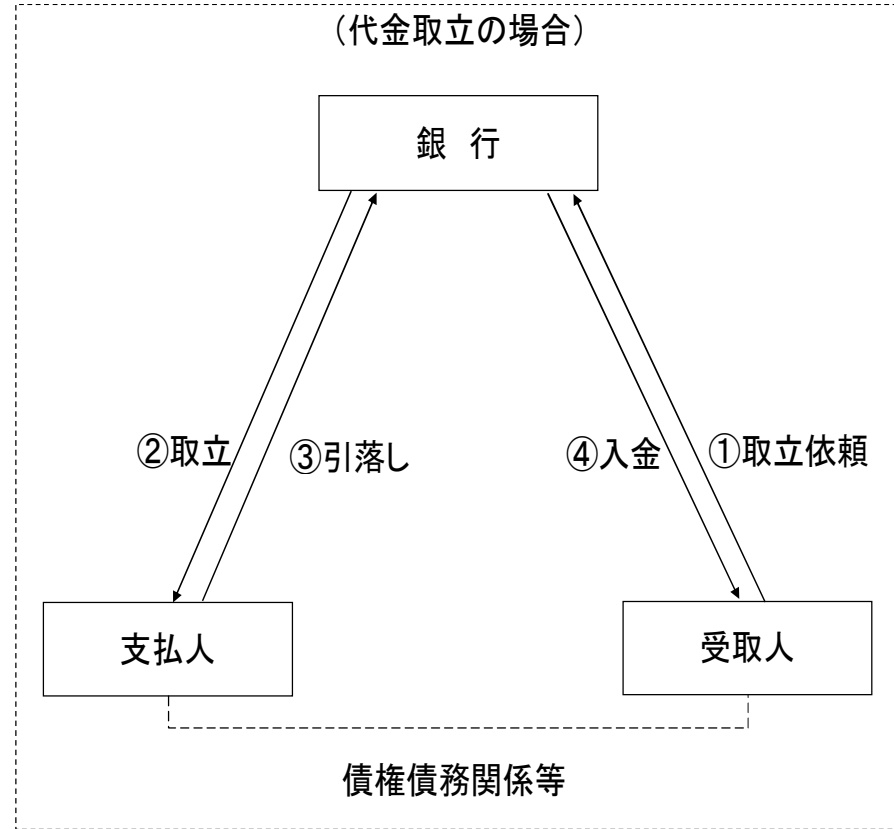 （代金取立の場合）
銀 行
②取立
③引落し
④入金
①取立依頼
支払人
受取人
債権債務関係等